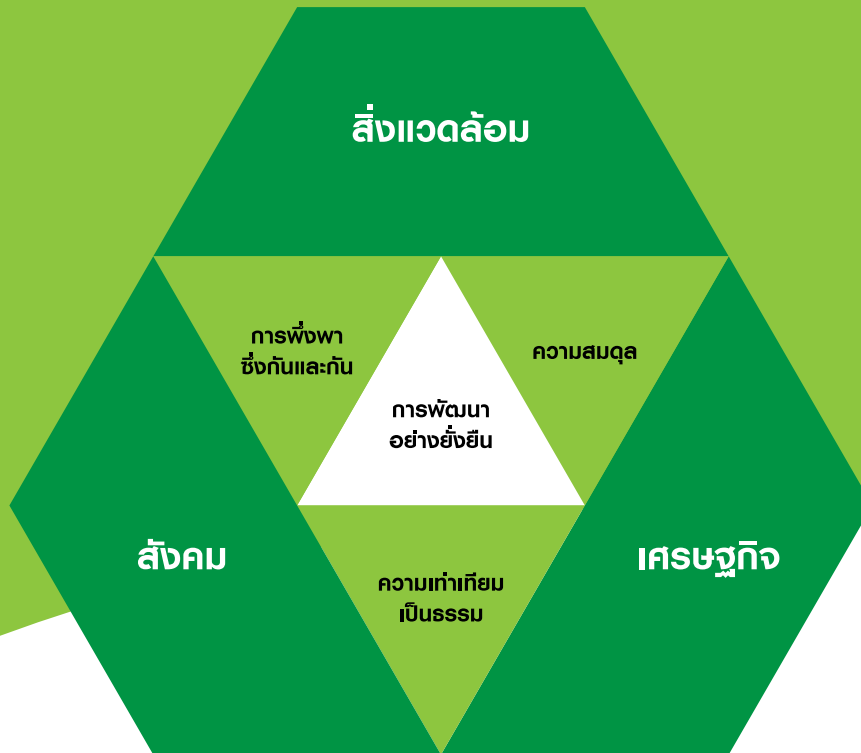 สิ่งแวดล้อม
การพึ่งพา
ซึ่งกันและกัน
ความสมดุล
การพัฒนา
อย่างยั่งยืน
สังคม
เศรษฐกิจ
ความเท่าเทียม
เป็นธรรม